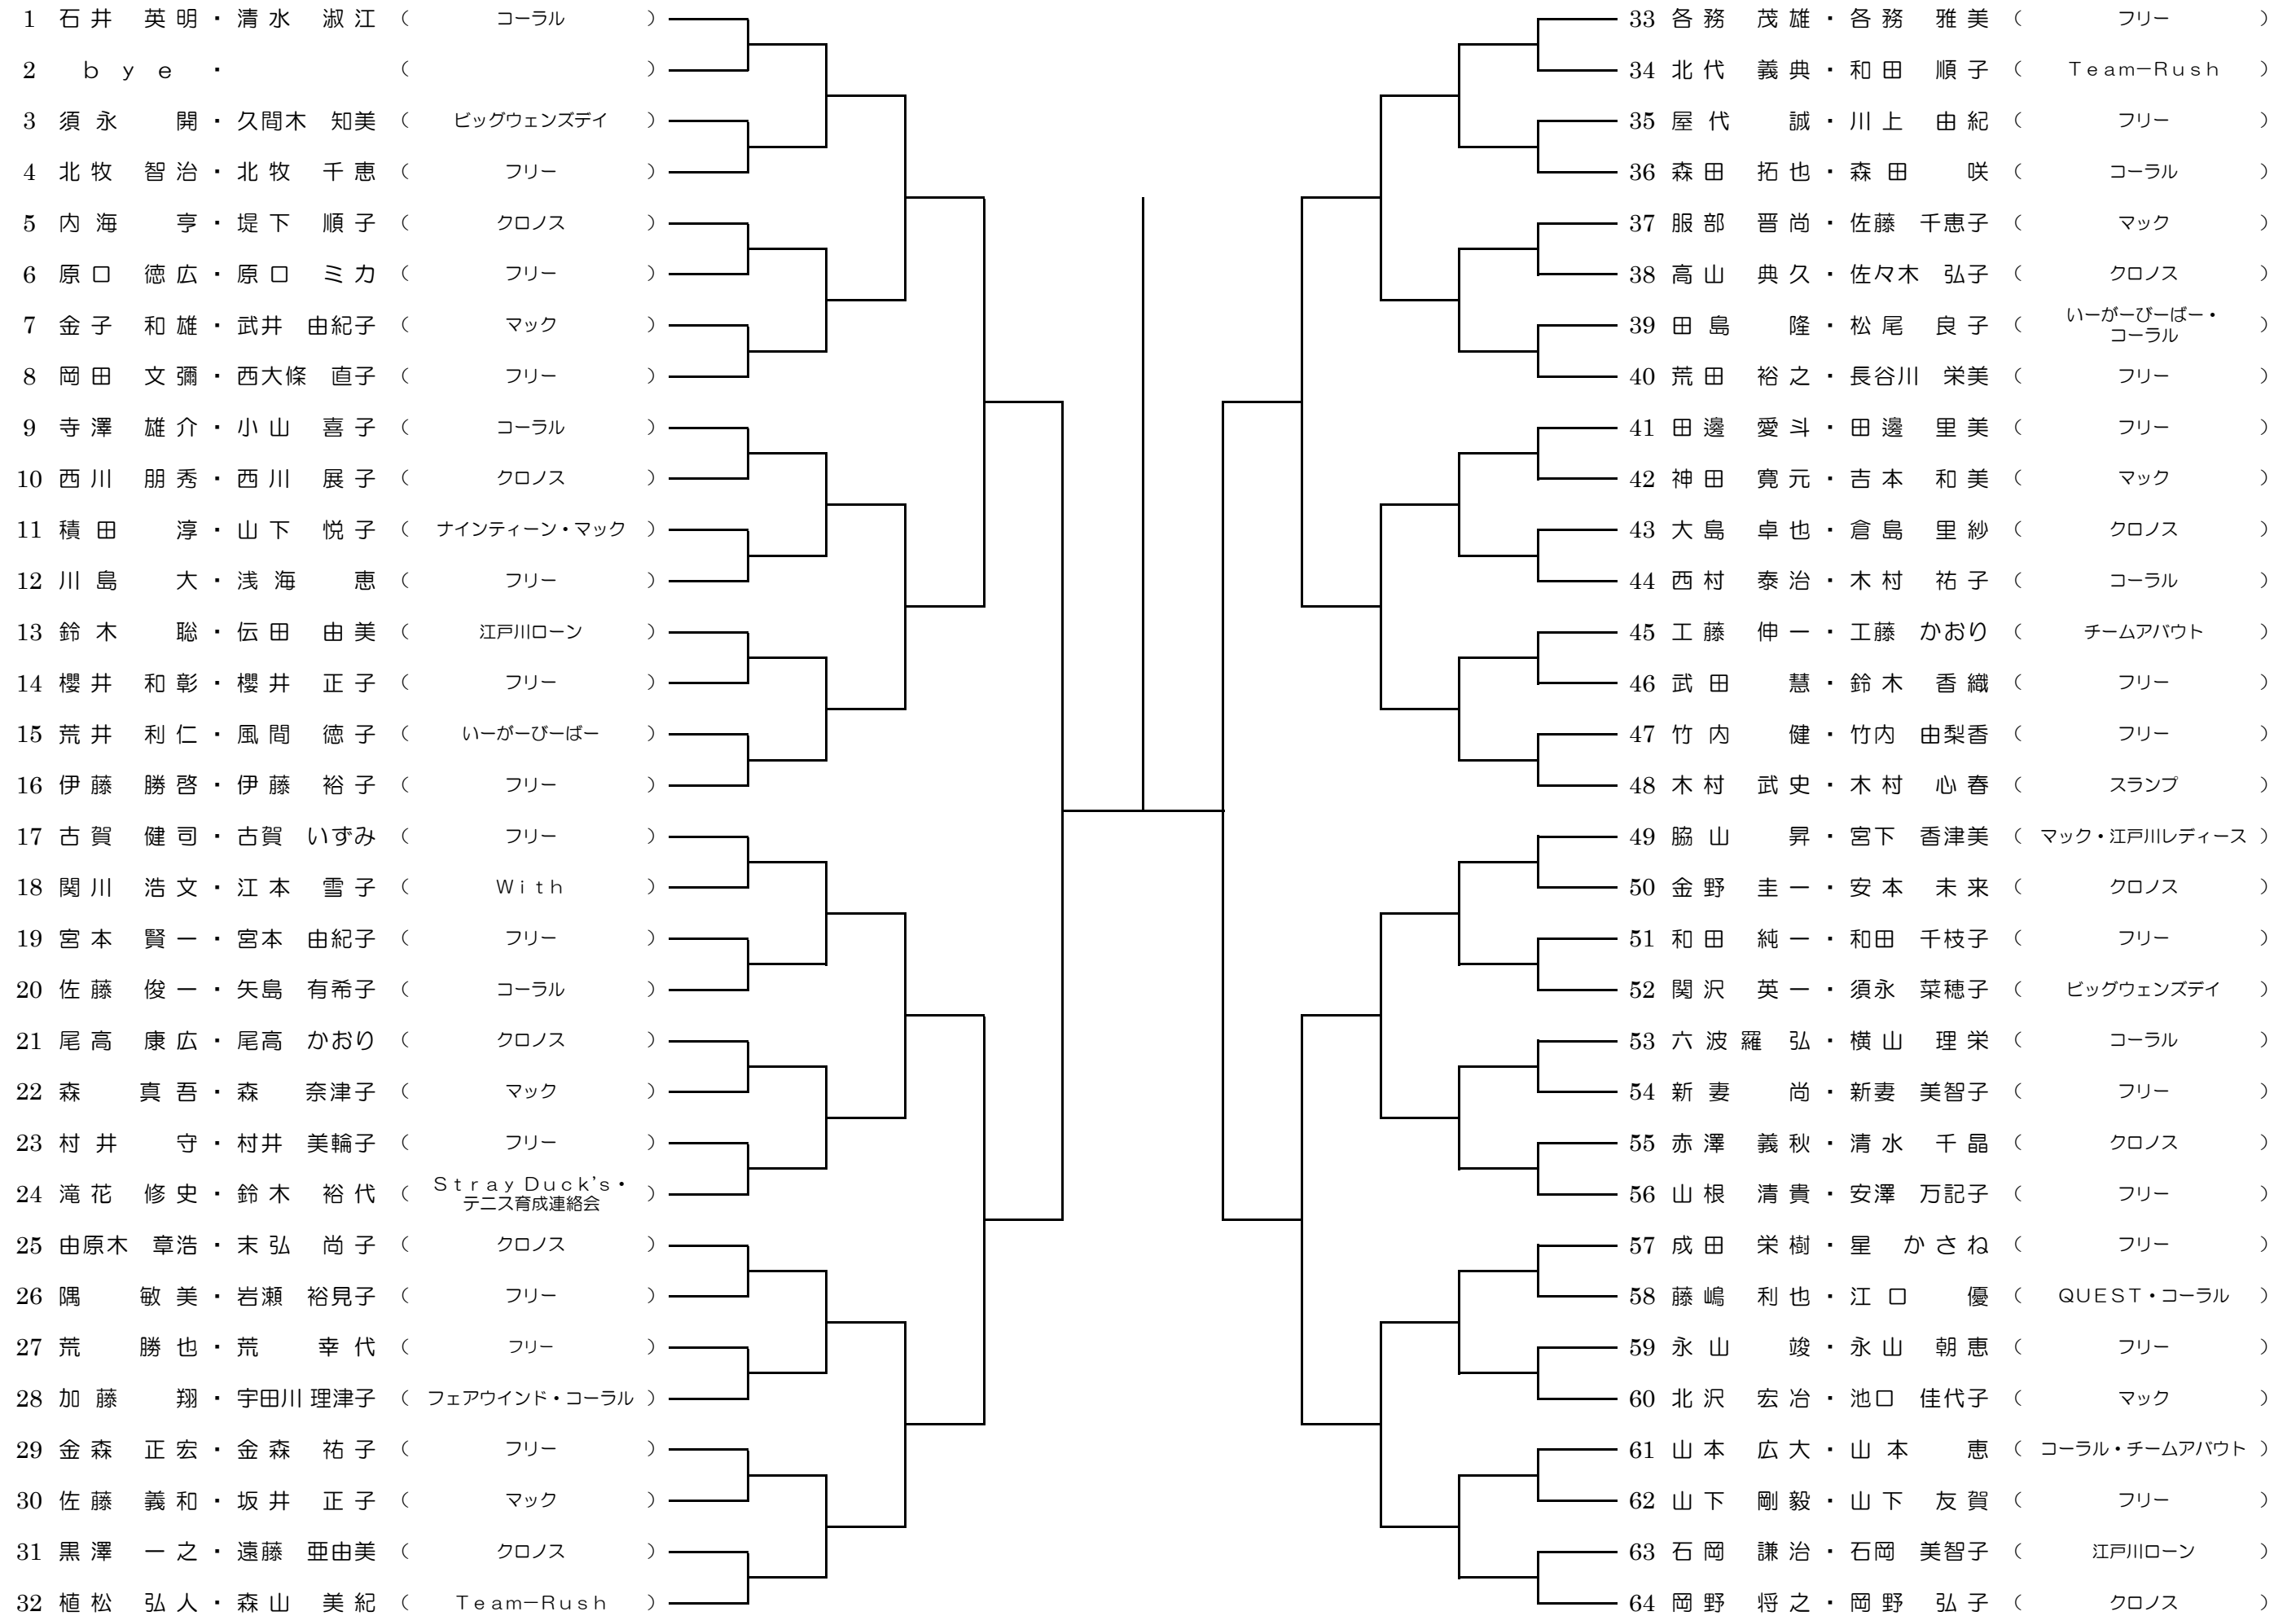 1 石井 英明・清水 淑江 ( コーラル )
2 bye ・ ( )
3 須永 開・久間木 知美 ( ビッグウェンズデイ )
4 北牧 智治・北牧 千恵 ( フリー )
5 内海 亨・堤下 順子 ( クロノス )
6 原口 徳広・原口 ミカ ( フリー )
7 金子 和雄・武井 由紀子 ( マック )
8 岡田 文彌・西大條 直子 ( フリー )
9 寺澤 雄介・小山 喜子 ( コーラル )
10 西川 朋秀・西川 展子 ( クロノス )
11 積田 淳・山下 悦子 ( ナインティーン・マック )
12 川島 大・浅海 恵 ( フリー )
13 鈴木 聡・伝田 由美 ( 江戸川ローン )
14 櫻井 和彰・櫻井 正子 ( フリー )
15 荒井 利仁・風間 徳子 ( いーがーびーばー )
16 伊藤 勝啓・伊藤 裕子 ( フリー )
17 古賀 健司・古賀 いずみ ( フリー )
18 関川 浩文・江本 雪子 ( With )
19 宮本 賢一・宮本 由紀子 ( フリー )
20 佐藤 俊一・矢島 有希子 ( コーラル )
21 尾高 康広・尾高 かおり ( クロノス )
22 森 真吾・森 奈津子 ( マック )
23 村井 守・村井 美輪子 ( フリー )
24 滝花 修史・鈴木 裕代 ( Stray Duck's・
テニス育成連絡会 )
25 由原木 章浩・末弘 尚子 ( クロノス )
26 隅 敏美・岩瀬 裕見子 ( フリー )
27 荒 勝也・荒 幸代 ( フリー )
28 加藤 翔・宇田川 理津子 ( フェアウインド・コーラル )
29 金森 正宏・金森 祐子 ( フリー )
30 佐藤 義和・坂井 正子 ( マック )
31 黒澤 一之・遠藤 亜由美 ( クロノス )
32 植松 弘人・森山 美紀 ( Team−Rush )
33 各務 茂雄・各務 雅美 ( フリー )
34 北代 義典・和田 順子 ( Team−Rush )
35 屋代 誠・川上 由紀 ( フリー )
36 森田 拓也・森田 咲 ( コーラル )
37 服部 晋尚・佐藤 千恵子 ( マック )
38 高山 典久・佐々木 弘子 ( クロノス )
39 田島 隆・松尾 良子 ( いーがーびーばー・
コーラル )
40 荒田 裕之・長谷川 栄美 ( フリー )
41 田邊 愛斗・田邊 里美 ( フリー )
42 神田 寛元・吉本 和美 ( マック )
43 大島 卓也・倉島 里紗 ( クロノス )
44 西村 泰治・木村 祐子 ( コーラル )
45 工藤 伸一・工藤 かおり ( チームアバウト )
46 武田 慧・鈴木 香織 ( フリー )
47 竹内 健・竹内 由梨香 ( フリー )
48 木村 武史・木村 心春 ( スランプ )
49 脇山 昇・宮下 香津美 ( マック・江戸川レディース )
50 金野 圭一・安本 未来 ( クロノス )
51 和田 純一・和田 千枝子 ( フリー )
52 関沢 英一・須永 菜穂子 ( ビッグウェンズデイ )
53 六波羅 弘・横山 理栄 ( コーラル )
54 新妻 尚・新妻 美智子 ( フリー )
55 赤澤 義秋・清水 千晶 ( クロノス )
56 山根 清貴・安澤 万記子 ( フリー )
57 成田 栄樹・星 かさね ( フリー )
58 藤嶋 利也・江口 優 ( QUEST・コーラル )
59 永山 竣・永山 朝恵 ( フリー )
60 北沢 宏冶・池口 佳代子 ( マック )
61 山本 広大・山本 恵 ( コーラル・チームアバウト )
62 山下 剛毅・山下 友賀 ( フリー )
63 石岡 謙治・石岡 美智子 ( 江戸川ローン )
64 岡野 将之・岡野 弘子 ( クロノス )